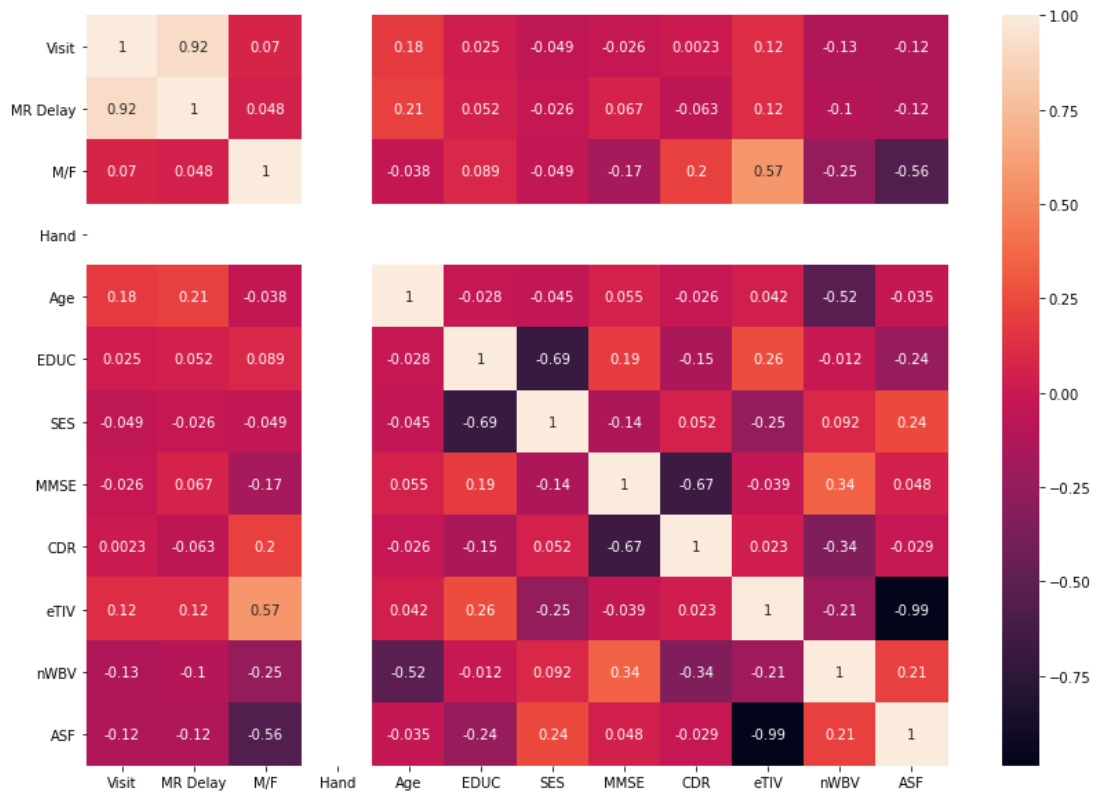 Visit 1 0.92 0.07 0.18 0.025 -0.049 -0.026 0.0023 0.12 -0.13 -0.12
MR Delay 0.92 1 0.048 0.21 0.052 -0.026 0.067 -0.063 0.12 -0.1 -0.12
M/F 0.07 0.048 1 -0.038 0.089 -0.049 -0.17 0.2 0.57 -0.25 -0.56
Hand
Age 0.18 0.21 -0.038 1 -0.028 -0.045 0.055 -0.026 0.042 -0.52 -0.035
EDUC 0.025 0.052 0.089 -0.028 1 -0.69 0.19 -0.15 0.26 -0.012 -0.24
SES -0.049 -0.026 -0.049 -0.045 -0.69 1 -0.14 0.052 -0.25 0.092 0.24
MMSE -0.026 0.067 -0.17 0.055 0.19 -0.14 1 -0.67 -0.039 0.34 0.048
CDR 0.0023 -0.063 0.2 -0.026 -0.15 0.052 -0.67 1 0.023 -0.34 -0.029
eTIV 0.12 0.12 0.57 0.042 0.26 -0.25 -0.039 0.023 1 -0.21 -0.99
nWBV -0.13 -0.1 -0.25 -0.52 -0.012 0.092 0.34 -0.34 -0.21 1 0.21
ASF -0.12 -0.12 -0.56 -0.035 -0.24 0.24 0.048 -0.029 -0.99 0.21 1
Visit MR Delay M/F Hand Age EDUC SES MMSE CDR eTIV nWBV ASF
1.00
0.75
0.50
0.25
0.00
-0.25
-0.50
-0.75